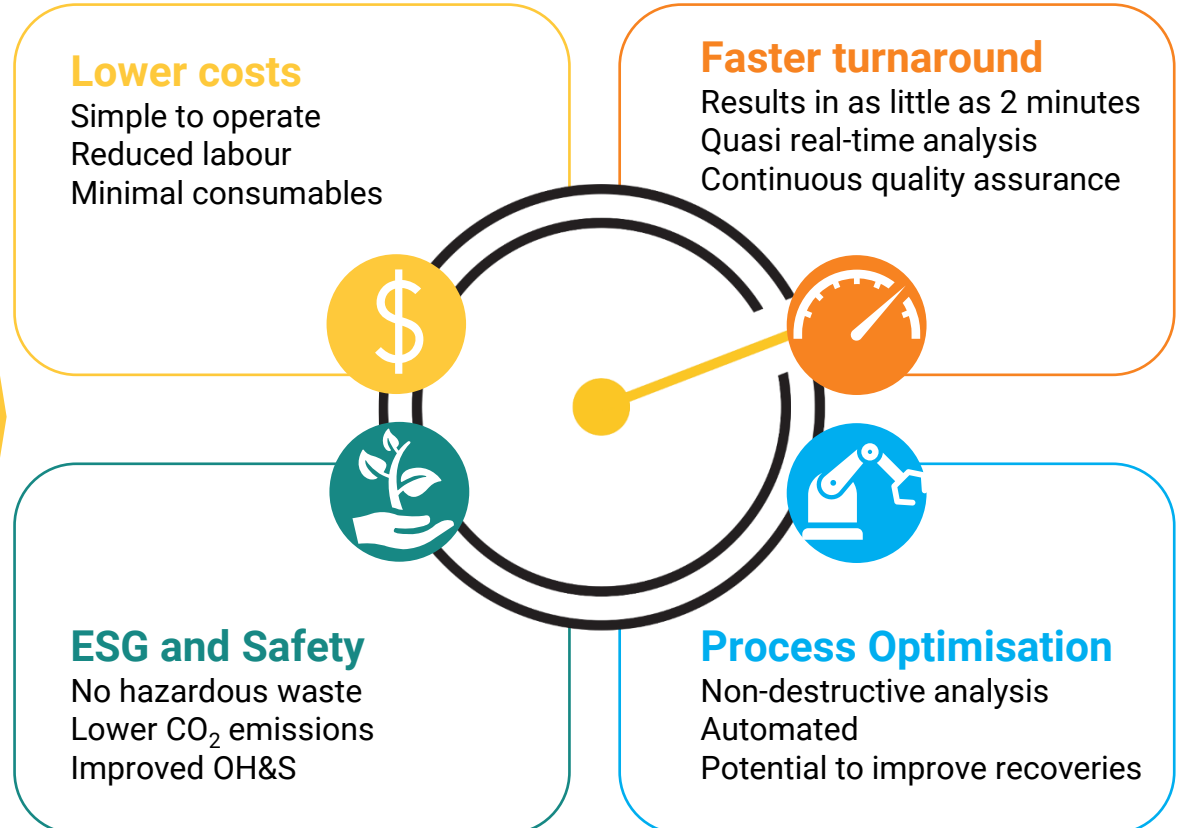 Lower costs
Simple to operate
Reduced labour
Minimal consumables
Faster turnaround
Results in as little as 2 minutes
Quasi real-time analysis
Continuous quality assurance
$
ESG and Safety
No hazardous waste
Lower CO₂ emissions
Improved OH&S
Process Optimisation
Non-destructive analysis
Automated
Potential to improve recoveries